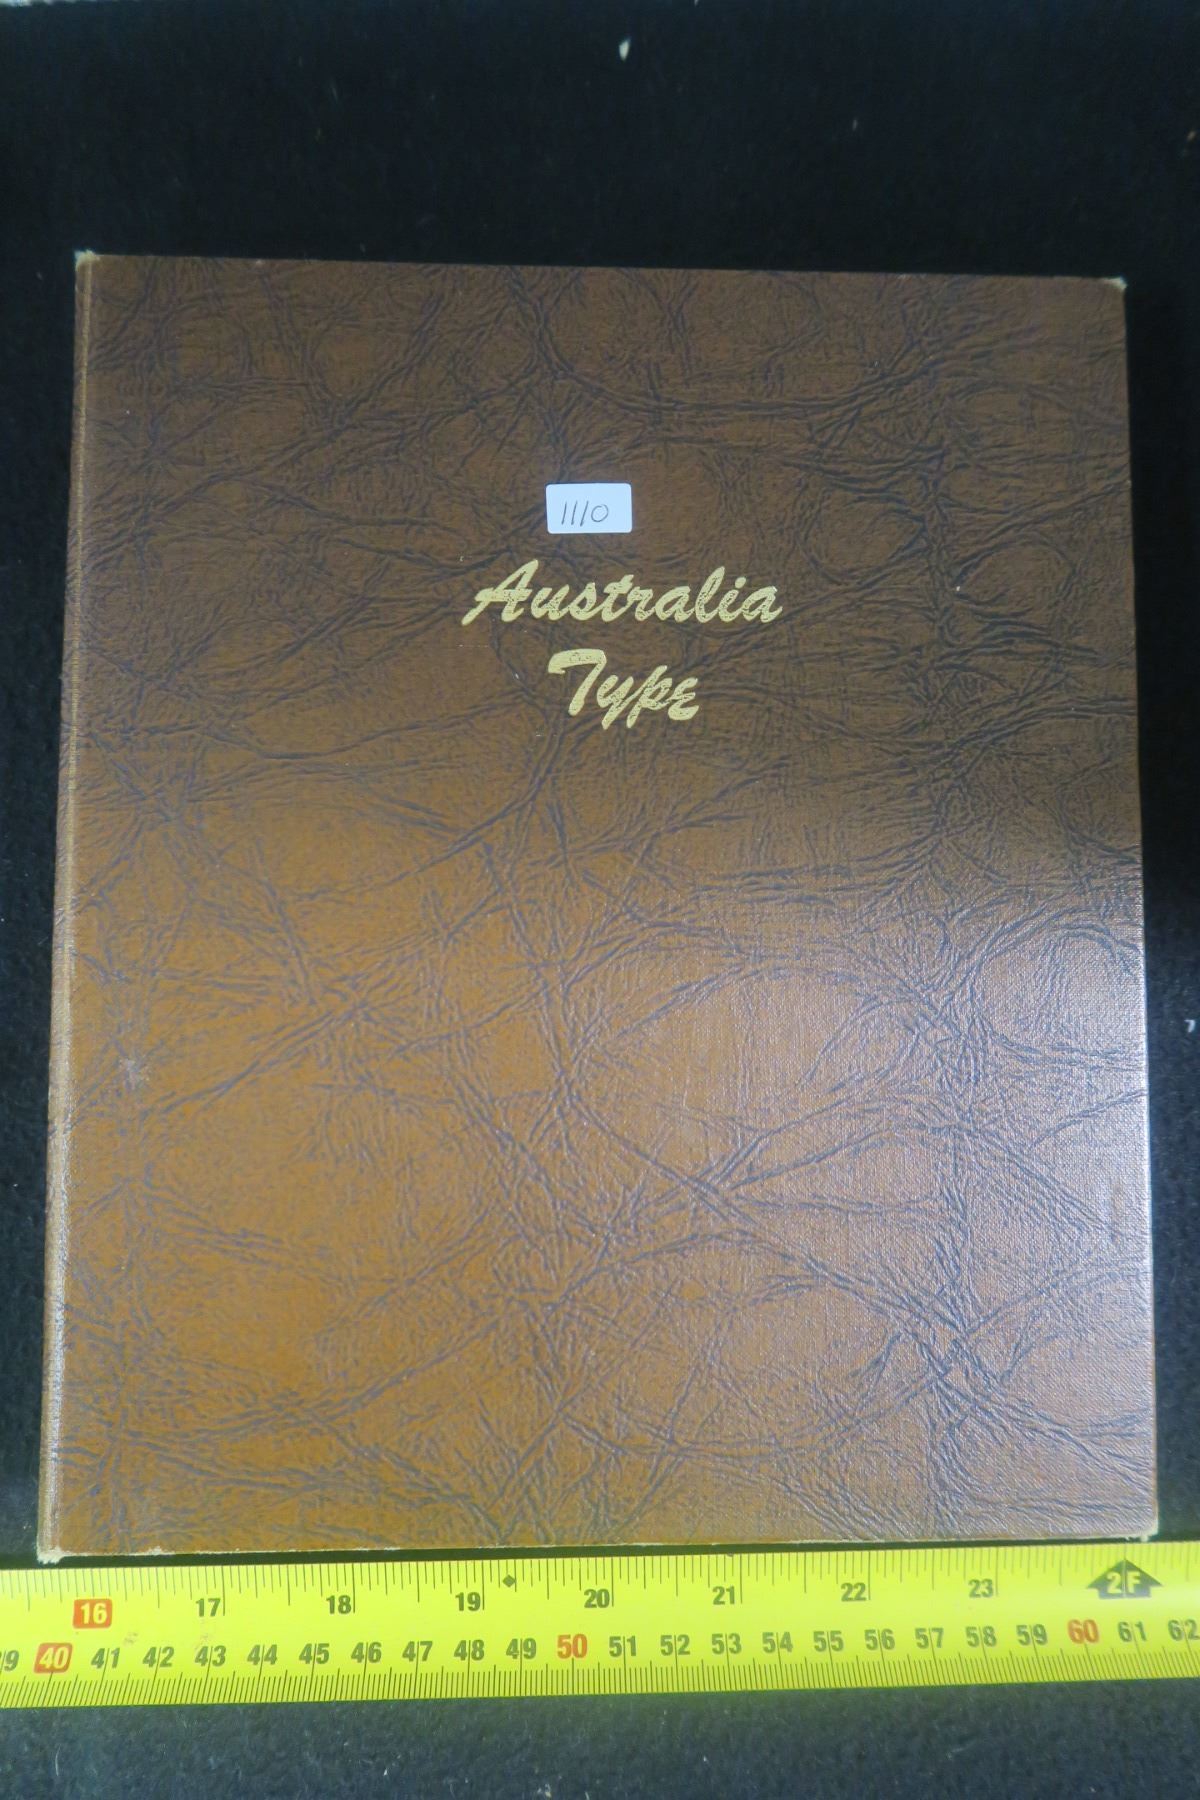 1110
Australia
Type
16 17 18 19 20 21 22 23 2F
39 40 41 42 43 44 45 46 47 48 49 50 51 52 53 54 55 56 57 58 59 60 61 62